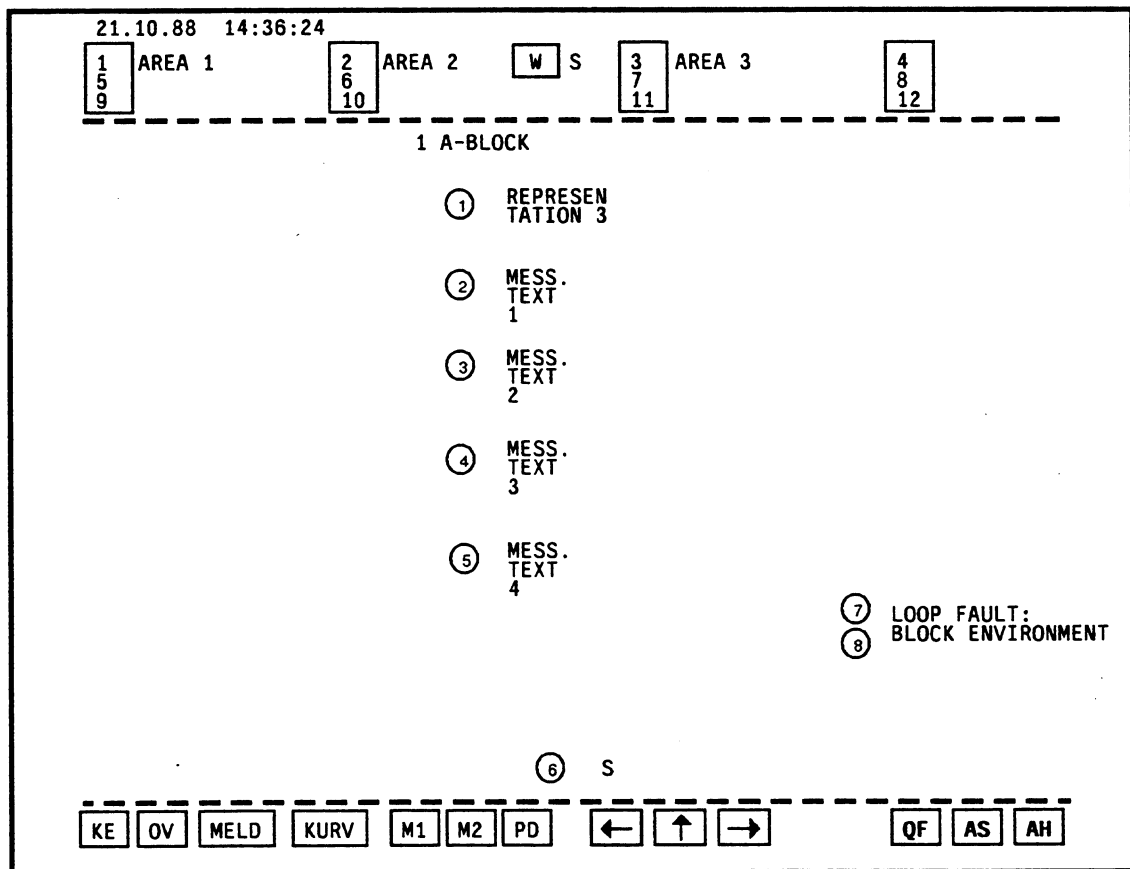 21.10.88 14:36:24
1 AREA 1 2 AREA 2 W S 3 AREA 3 4
5 6 7 8
9 10 11 12
1 A-BLOCK
1 REPRESEN
TATION 3
2 MESS.
TEXT
1
3 MESS.
TEXT
2
4 MESS.
TEXT
3
5 MESS.
TEXT
4
7 LOOP FAULT:
8 BLOCK ENVIRONMENT
6 S
KE OV MELD KURV M1 M2 PD ← ↑ → QF AS AH